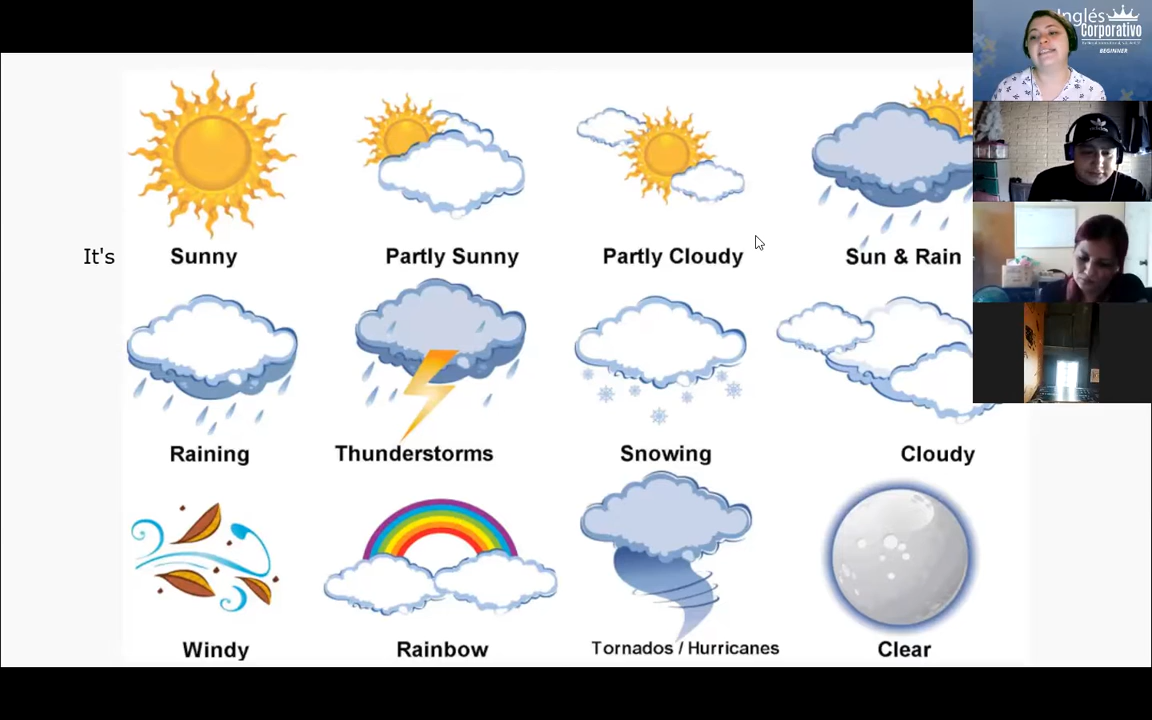 Inglés
Corporativo
BEGINNER
It's Sunny Partly Sunny Partly Cloudy Sun & Rain
Raining Thunderstorms Snowing Cloudy
Windy Rainbow Tornados / Hurricanes Clear